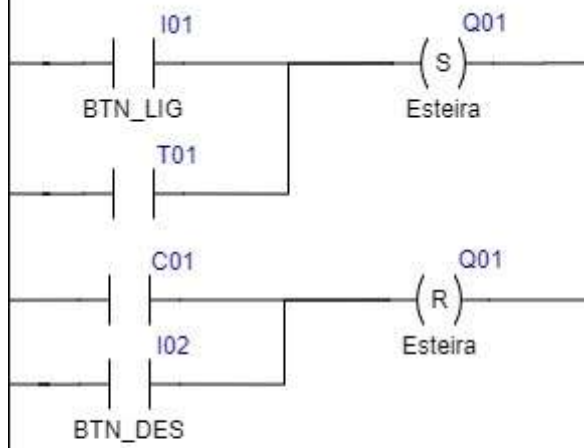 I01 Q01
( S )
BTN_LIG Esteira
T01
C01 Q01
( R )
I02 Esteira
BTN_DES